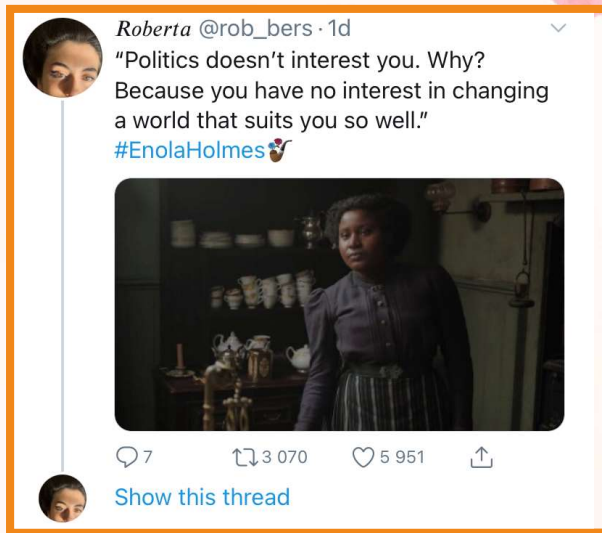 Roberta @rob_bers · 1d
“Politics doesn’t interest you. Why?
Because you have no interest in changing
a world that suits you so well.”
#EnolaHolmes
7 3 070 5 951
Show this thread